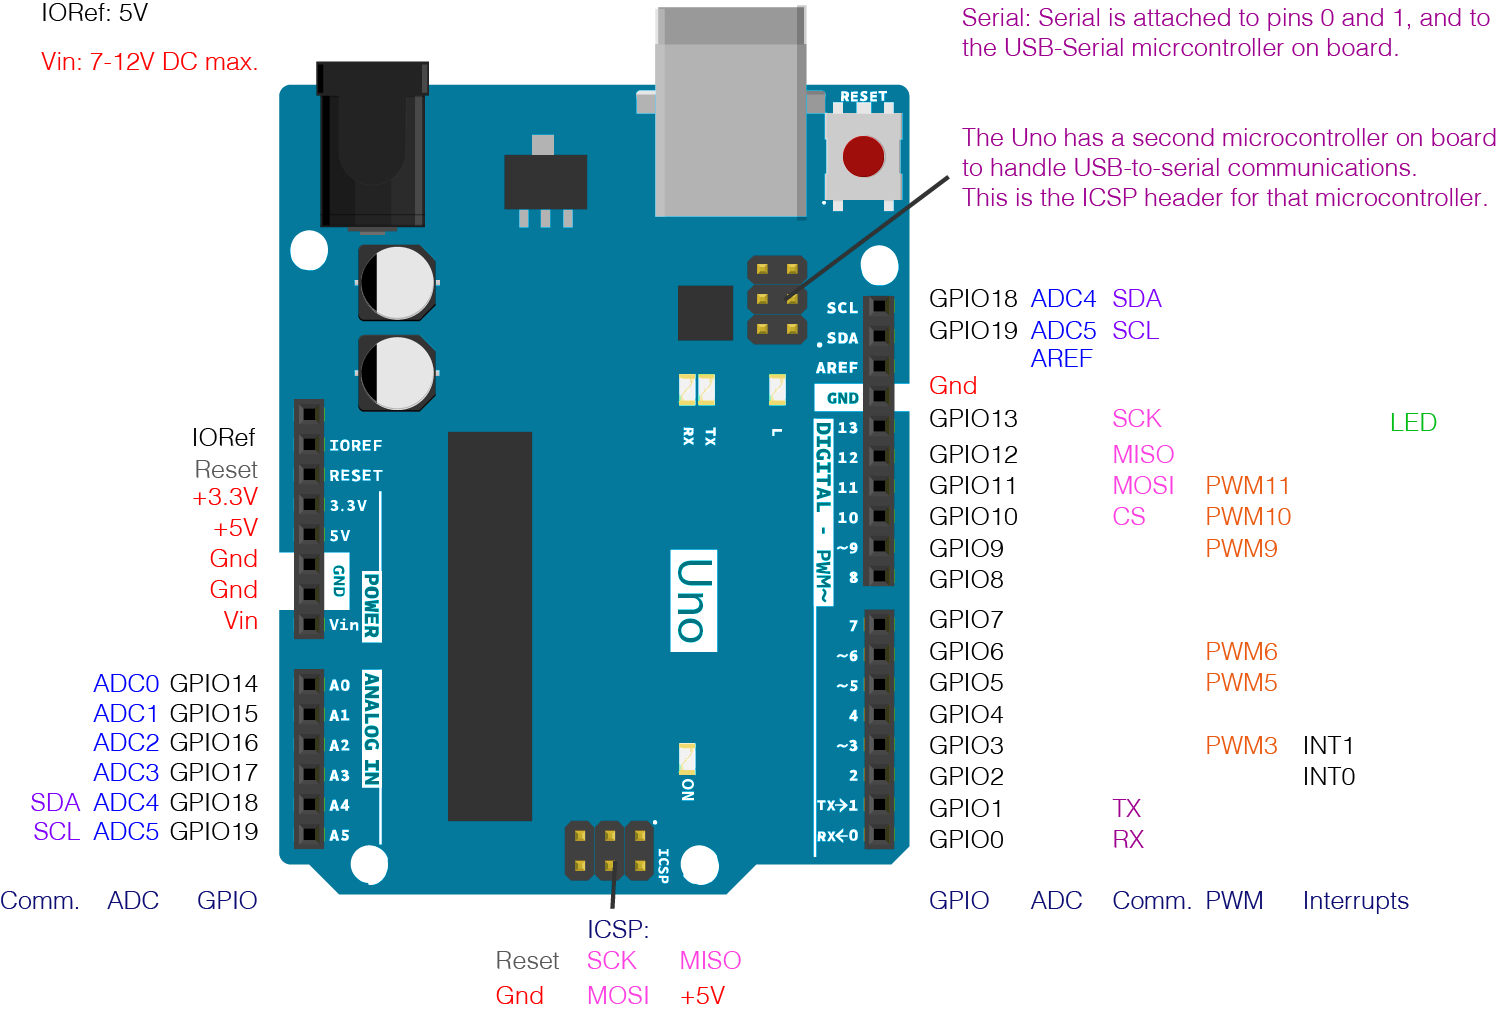 IORef: 5V
Vin: 7-12V DC max.
Serial: Serial is attached to pins 0 and 1, and to
the USB-Serial micrcontroller on board.
The Uno has a second microcontroller on board
to handle USB-to-serial communications.
This is the ICSP header for that microcontroller.
RESET
SCL GPIO18 ADC4 SDA
SDA GPIO19 ADC5 SCL
AREF AREF
GND Gnd
13 GPIO13 SCK LED
12 GPIO12 MISO
11 GPIO11 MOSI PWM11
10 GPIO10 CS PWM10
~9 GPIO9 PWM9
8 GPIO8
7 GPIO7
~6 GPIO6 PWM6
~5 GPIO5 PWM5
4 GPIO4
~3 GPIO3 PWM3 INT1
2 GPIO2 INT0
TX→1 GPIO1 TX
RX←0 GPIO0 RX
DIGITAL - PWM~
RX
TX
L
Uno
ON
IORef IOREF
Reset RESET
+3.3V 3.3V
+5V 5V
Gnd
GND
Gnd
Vin Vin
POWER
ADC0 GPIO14 A0
ADC1 GPIO15 A1
ADC2 GPIO16 A2
ADC3 GPIO17 A3
SDA ADC4 GPIO18 A4
SCL ADC5 GPIO19 A5
ANALOG IN
ICSP
Comm. ADC GPIO
GPIO ADC Comm. PWM Interrupts
ICSP:
Reset SCK MISO
Gnd MOSI +5V